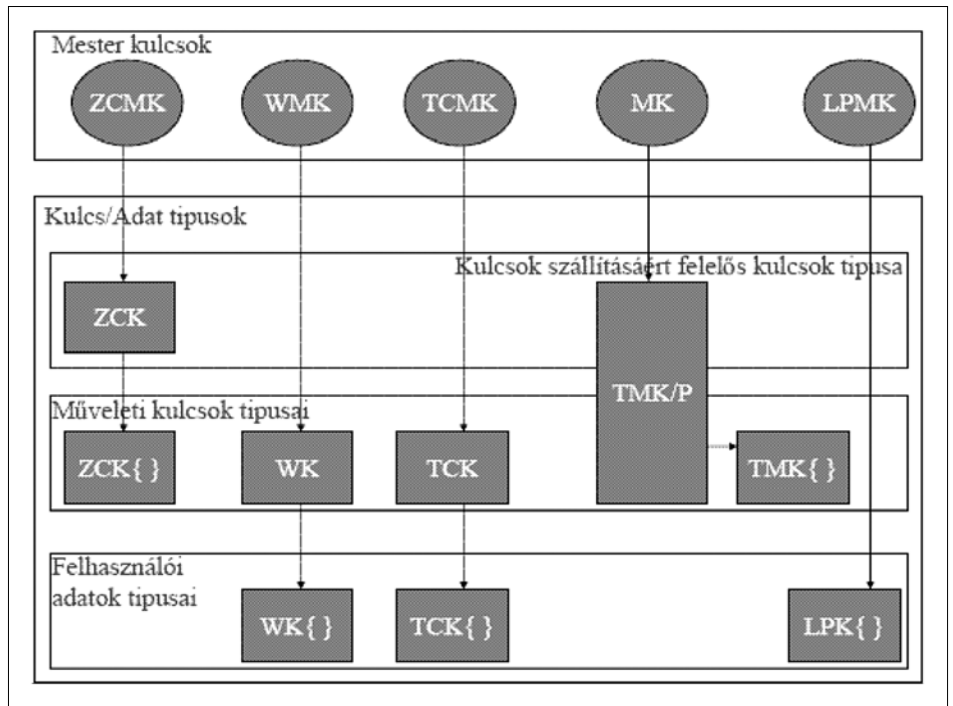 Mester kulcsok
ZCMK WMK TCMK MK LPMK
Kulcs/Adat tipusok
Kulcsok szállításáért felelős kulcsok tipusa
ZCK
TMK/P
Műveleti kulcsok tipusai
ZCK{ } WK TCK TMK{ }
Felhasználói
adatok tipusai
WK{ } TCK{ } LPK{ }